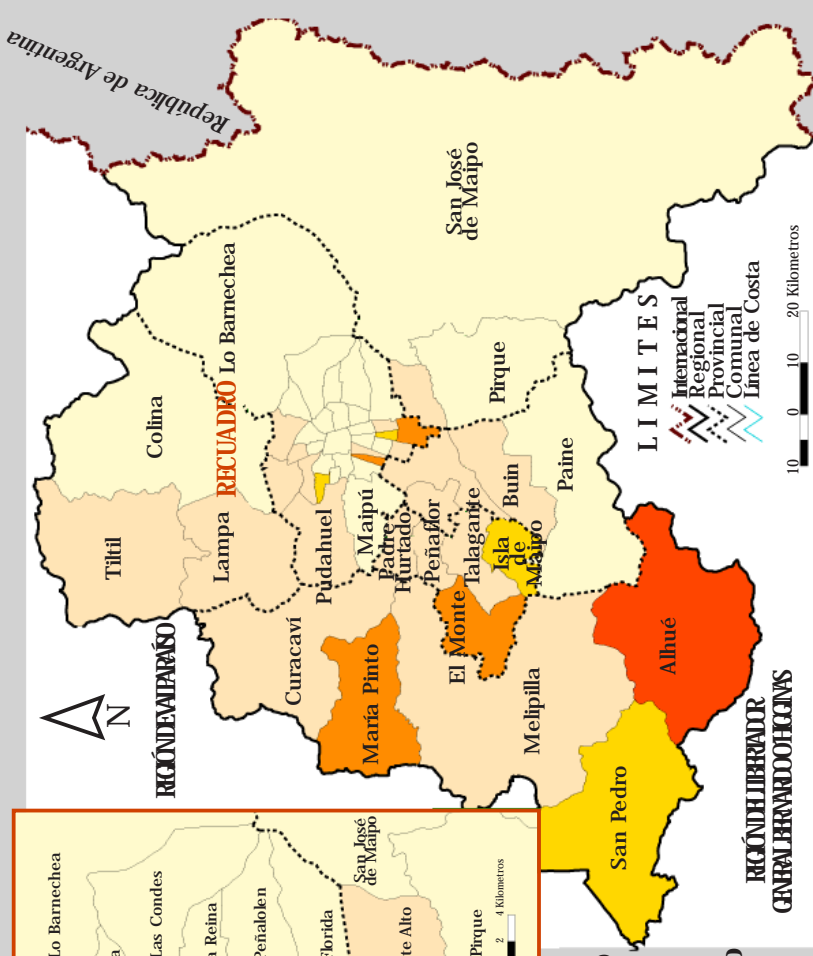 República de Argentina
San José
de Maipo
Lo Barnechea
RECUADRO
Colina
Pirque
Tiltil
Lampa
Pudahuel
Maipú
Padre
Hurtado
Peñaflor
Talagante
Isla
de
Maipo
Buin
Paine
Curacaví
María Pinto
El Monte
Melipilla
Alhué
San Pedro
N
REGIÓN DE VALPARAÍSO
REGIÓN DEL LIBERTADOR
GENERAL BERNARDO O'HIGGINS
LIMITES
Internacional
Regional
Provincial
Comunal
Línea de Costa
10 0 10 20 Kilometros
Lo Barnechea
Las Condes
a Reina
Peñalolen
Florida
San José
de Maipo
te Alto
Pirque
2 4 Kilometros